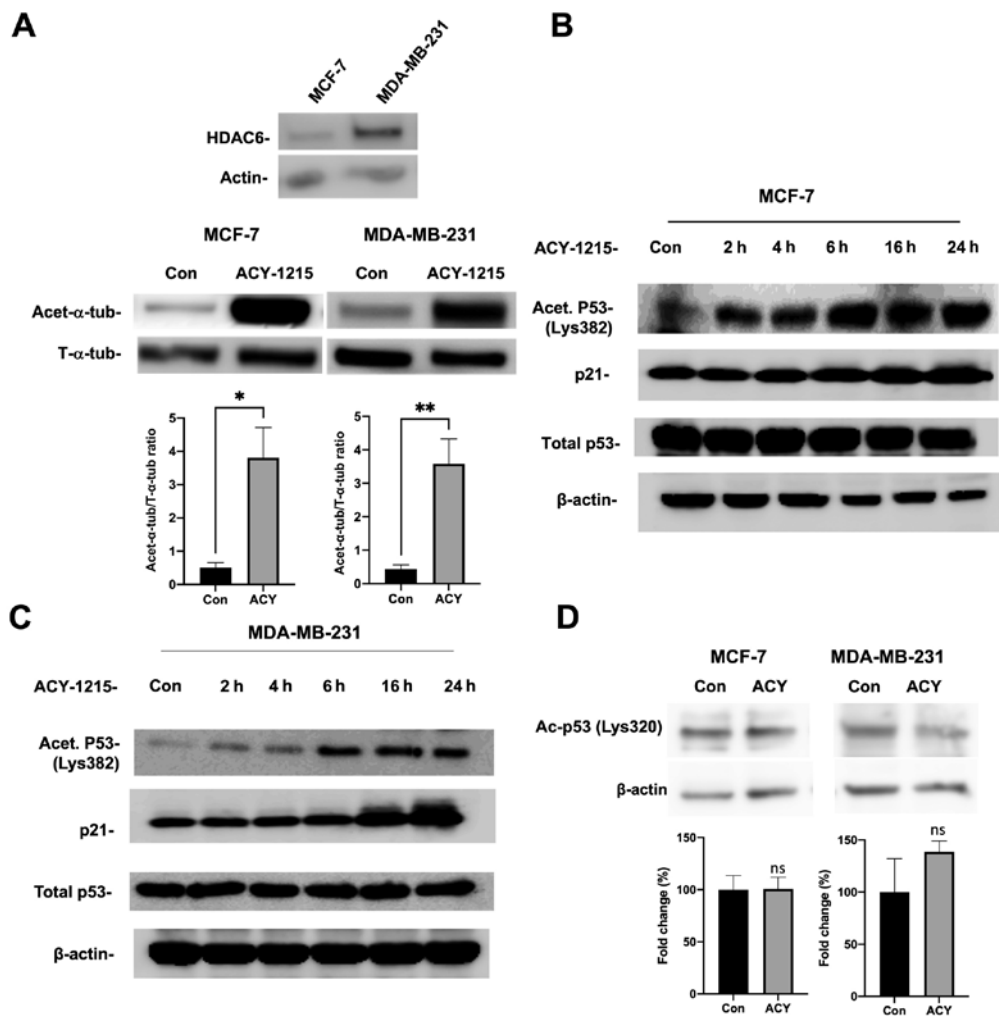 A
MCF-7
MDA-MB-231
HDAC6-
Actin-
MCF-7
MDA-MB-231
Con
ACY-1215
Con
ACY-1215
Acet-α-tub-
T-α-tub-
*
Acet-α-tub/T-α-tub ratio
5
4
3
2
1
0
Con
ACY
**
Acet-α-tub/T-α-tub ratio
5
4
3
2
1
0
Con
ACY
B
MCF-7
ACY-1215-
Con
2 h
4 h
6 h
16 h
24 h
Acet. P53-
(Lys382)
p21-
Total p53-
β-actin-
C
MDA-MB-231
ACY-1215-
Con
2 h
4 h
6 h
16 h
24 h
Acet. P53-
(Lys382)
p21-
Total p53-
β-actin-
D
MCF-7
MDA-MB-231
Con
ACY
Con
ACY
Ac-p53 (Lys320)
β-actin
Fold change (%)
150
100
50
0
ns
Con
ACY
Fold change (%)
150
100
50
0
ns
Con
ACY